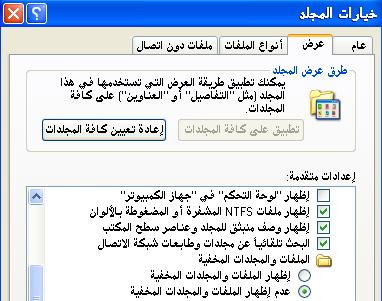 خيارات المجلد
عام
عرض
أنواع الملفات
ملفات دون اتصال
طرق عرض المجلد
يمكنك تطبيق طريقة العرض التي تستخدمها في هذا
المجلد (مثل "التفاصيل" أو "العناوين") على كافة
المجلدات.
تطبيق على كافة المجلدات
إعادة تعيين كافة المجلدات
إعدادات متقدمة:
إظهار "لوحة التحكم" في "جهاز الكمبيوتر"
إظهار ملفات NTFS المشفرة أو المضغوطة بالألوان
إظهار وصف منبثق للمجلد وعناصر سطح المكتب
البحث تلقائياً عن مجلدات وطابعات شبكة الاتصال
الملفات والمجلدات المخفية
إظهار الملفات والمجلدات المخفية
عدم إظهار الملفات والمجلدات المخفية